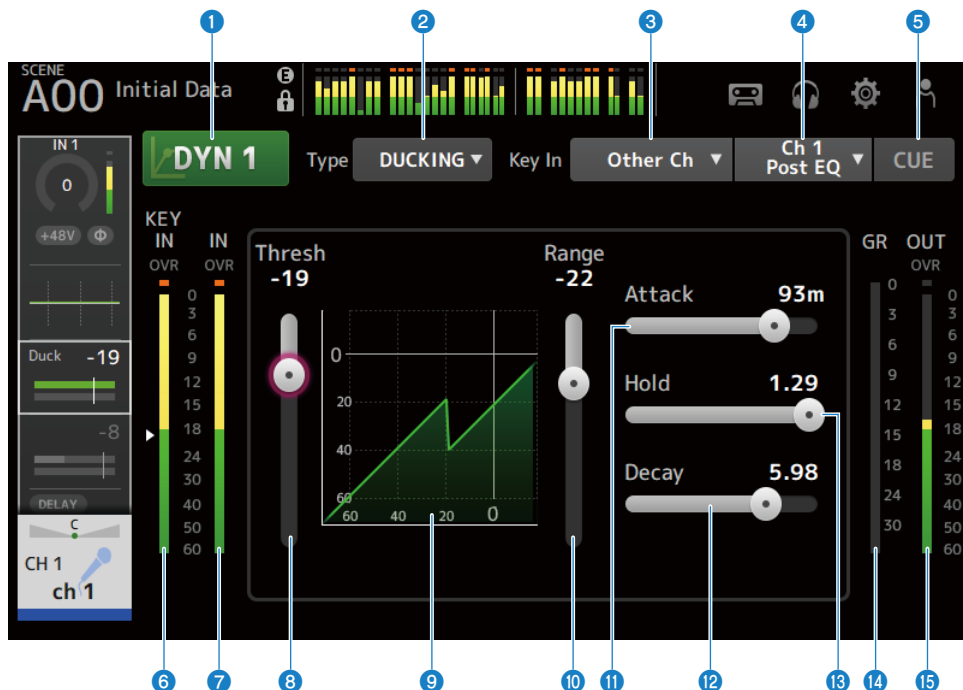 1 2 3 4 5
SCENE
A00 Initial Data
E
IN 1
0
+48V Φ
Duck -19
-8
DELAY
C
CH 1
ch 1
DYN 1 Type DUCKING Key In Other Ch Ch 1 Post EQ CUE
KEY IN
OVR
IN
OVR
0
3
6
9
12
15
18
24
30
40
50
60
Thresh
-19
0
20
40
60
60 40 20 0
Range
-22
Attack 93m
Hold 1.29
Decay 5.98
GR
0
3
6
9
12
15
18
24
30
OUT
OVR
0
3
6
9
12
15
18
24
30
40
50
60
6 7 8 9 10 11 12 13 14 15